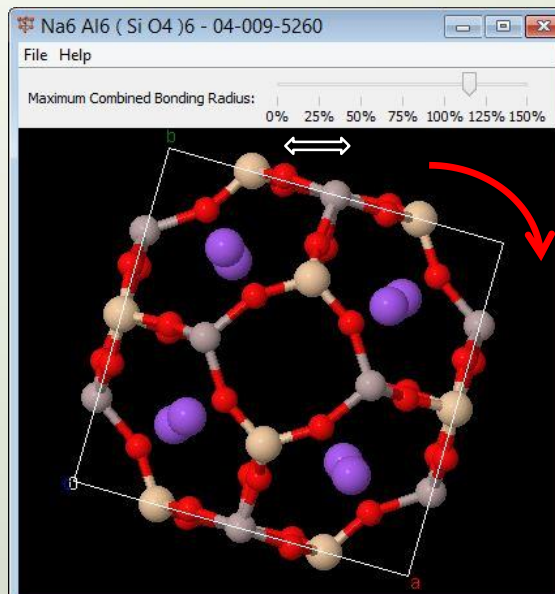 Na6 Al6 ( Si O4 )6 - 04-009-5260
File Help
Maximum Combined Bonding Radius:
0% 25% 50% 75% 100% 125% 150%
b
a